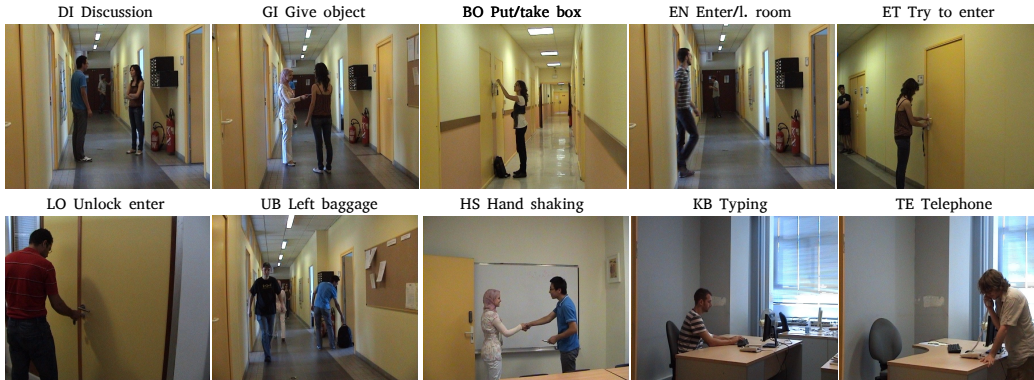 DI Discussion
GI Give object
BO Put/take box
EN Enter/l. room
ET Try to enter
LO Unlock enter
UB Left baggage
HS Hand shaking
KB Typing
TE Telephone